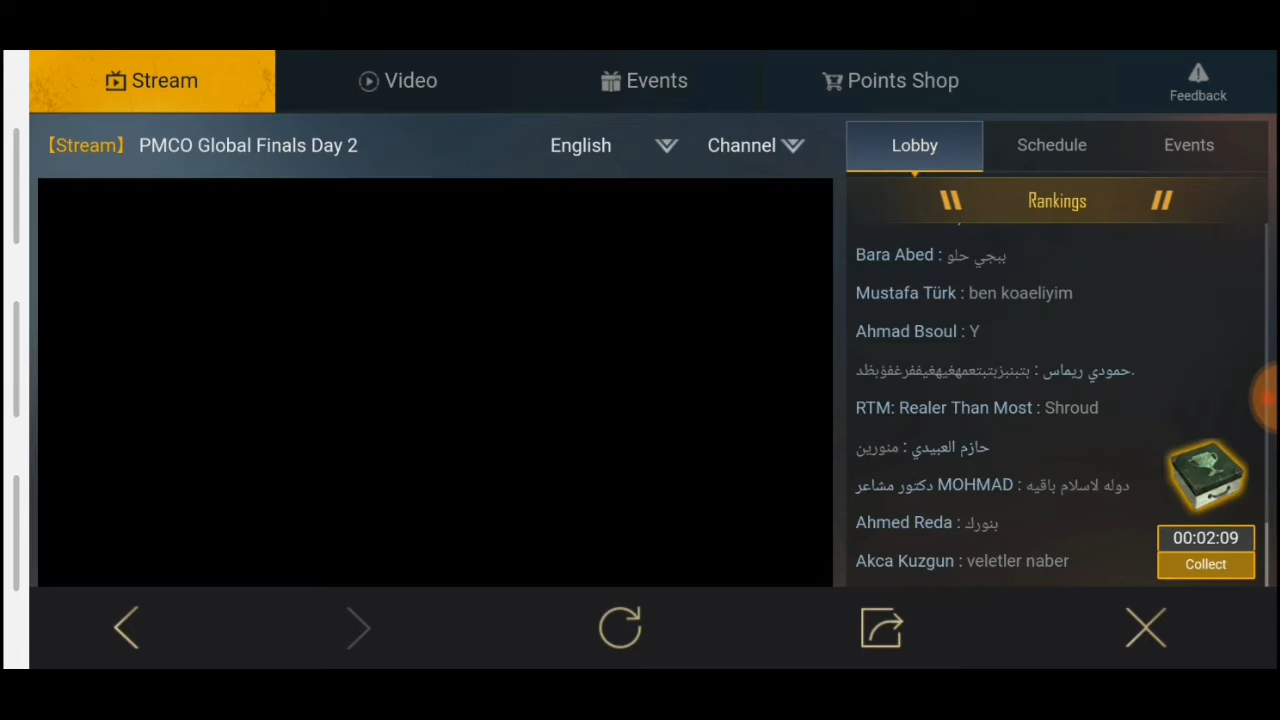 Stream
Video
Events
Points Shop
Feedback
【Stream】 PMCO Global Finals Day 2
English
Channel
Lobby
Schedule
Events
Rankings
Bara Abed : ببجي حلو
Mustafa Türk : ben koaeliyim
Ahmad Bsoul : Y
حمودي ريماس :
RTM: Realer Than Most : Shroud
حازم العبيدي : منورين
دكتور مشاعر MOHMAD : دوله لاسلام باقيه
Ahmed Reda : بنورك
Akca Kuzgun : veletler naber
00:02:09
Collect